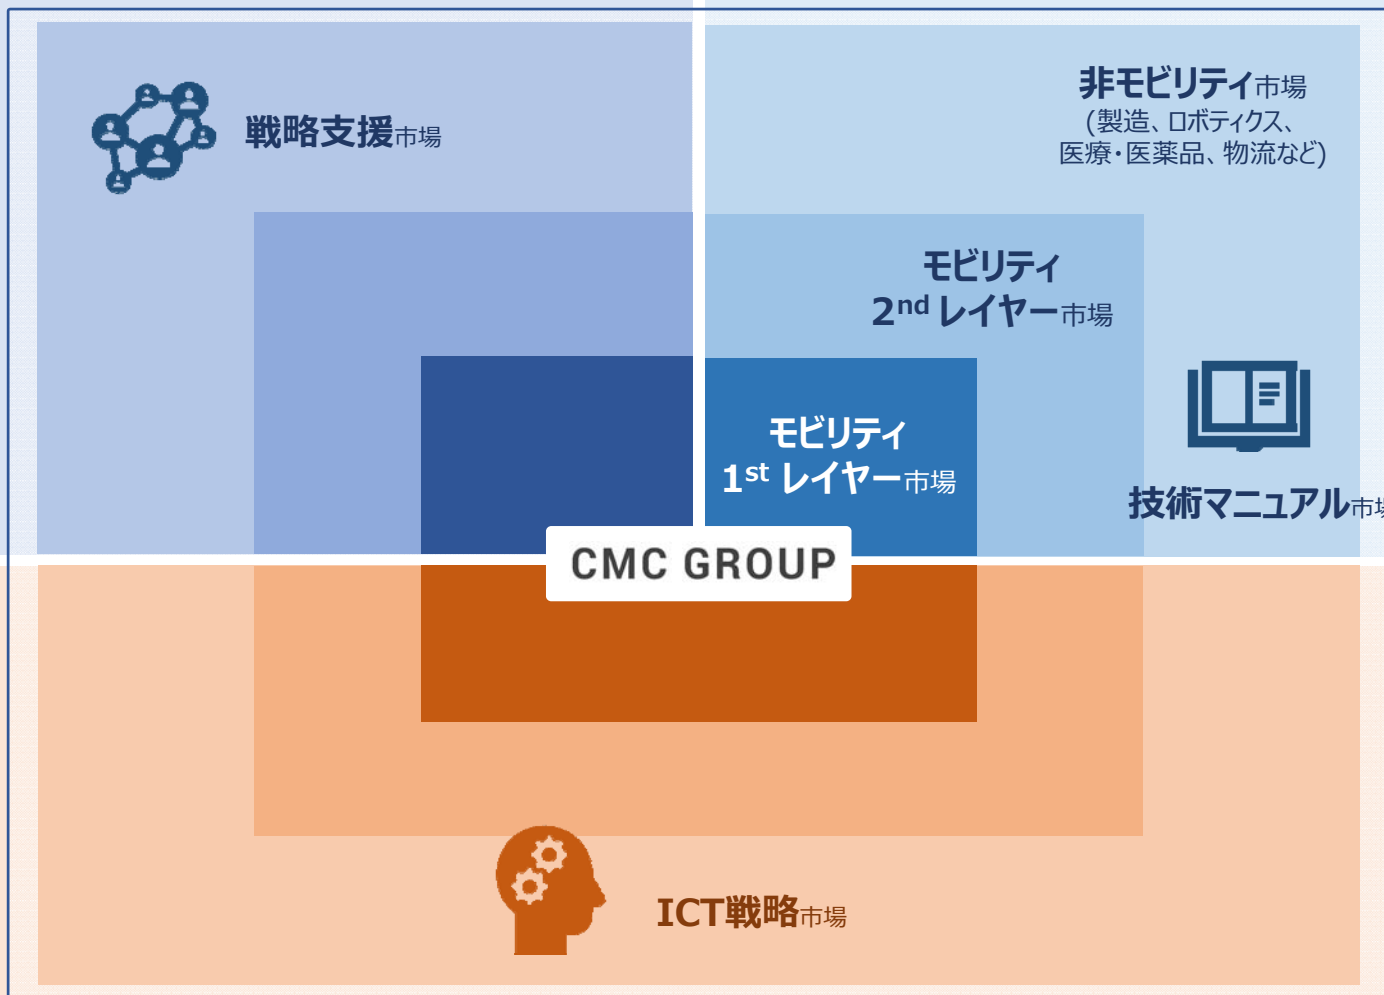 戦略支援市場
非モビリティ市場
(製造、ロボティクス、
医療・医薬品、物流など)
モビリティ
2nd レイヤー市場
モビリティ
1st レイヤー市場
技術マニュアル市場
CMC GROUP
ICT戦略市場